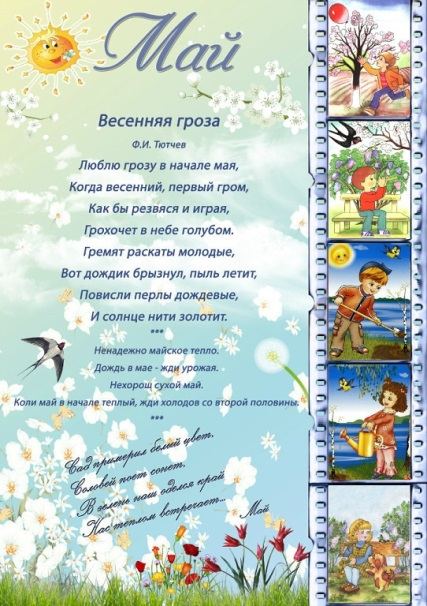 Май
Весенняя гроза
Ф.И. Тютчев
Люблю грозу в начале мая,
Когда весенний, первый гром,
Как бы резвяся и играя,
Грохочет в небе голубом.
Гремят раскаты молодые,
Вот дождик брызнул, пыль летит,
Повисли перлы дождевые,
И солнце нити золотит.
***
Ненадежно майское тепло.
Дождь в мае - жди урожая.
Нехорош сухой май.
Коли май в начале теплый, жди холодов со второй половины.
***
Сад примерил белый цвет.
Соловей поет сонет.
В зелень наш оделся край
Нас теплом встречает... Май